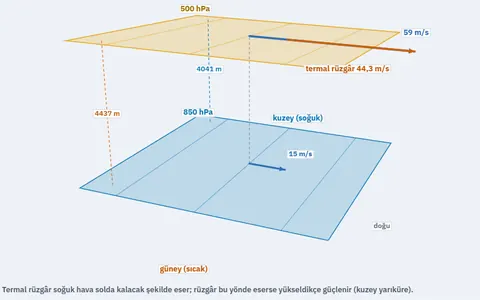 500 hPa
59 m/s
termal rüzgâr 44,3 m/s
4041 m
4437 m
850 hPa
kuzey (soğuk)
15 m/s
doğu
güney (sıcak)
Termal rüzgâr soğuk hava solda kalacak şekilde eser; rüzgâr bu yönde eserse yükseldikçe güçlenir (kuzey yarıküre).